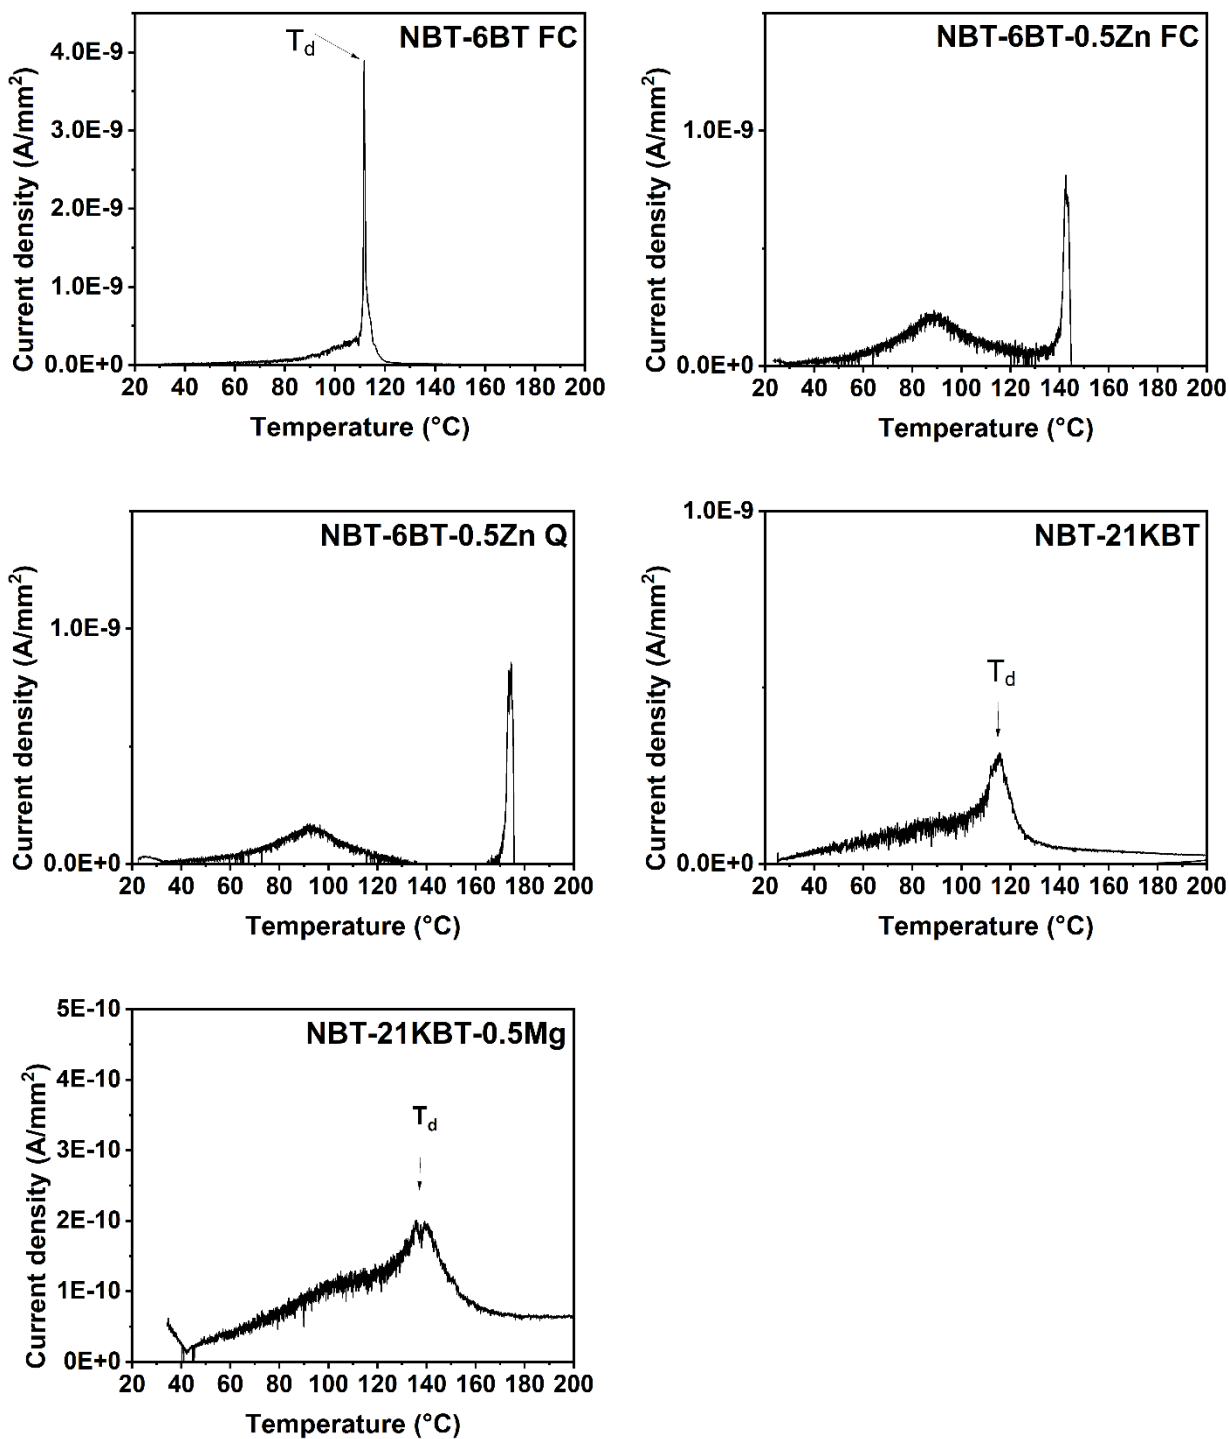 NBT-6BT FC
T_d
Current density (A/mm²)
4.0E-9
3.0E-9
2.0E-9
1.0E-9
0.0E+0
20 40 60 80 100 120 140 160 180 200
Temperature (°C)
NBT-6BT-0.5Zn FC
Current density (A/mm²)
1.0E-9
0.0E+0
20 40 60 80 100 120 140 160 180 200
Temperature (°C)
NBT-6BT-0.5Zn Q
Current density (A/mm²)
1.0E-9
0.0E+0
20 40 60 80 100 120 140 160 180 200
Temperature (°C)
NBT-21KBT
T_d
Current density (A/mm²)
1.0E-9
0.0E+0
20 40 60 80 100 120 140 160 180 200
Temperature (°C)
NBT-21KBT-0.5Mg
T_d
Current density (A/mm²)
5E-10
4E-10
3E-10
2E-10
1E-10
0E+0
20 40 60 80 100 120 140 160 180 200
Temperature (°C)